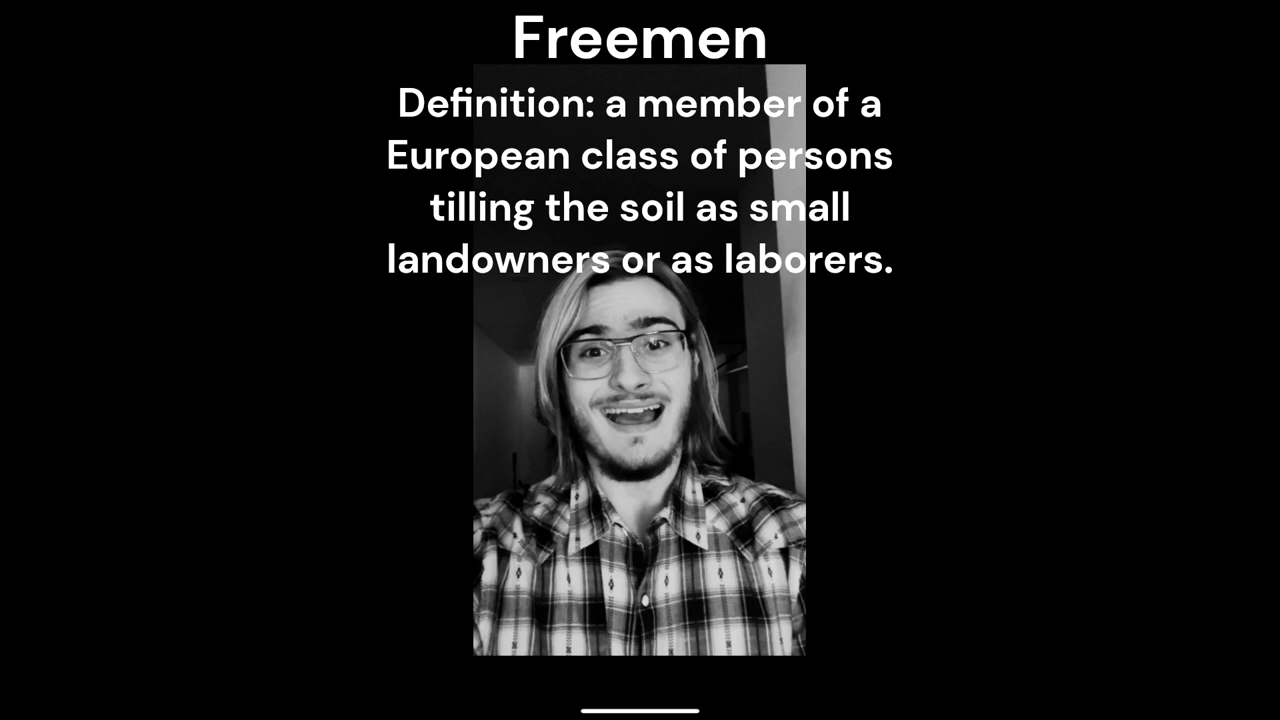 Freemen
Definition: a member of a
European class of persons
tilling the soil as small
landowners or as laborers.